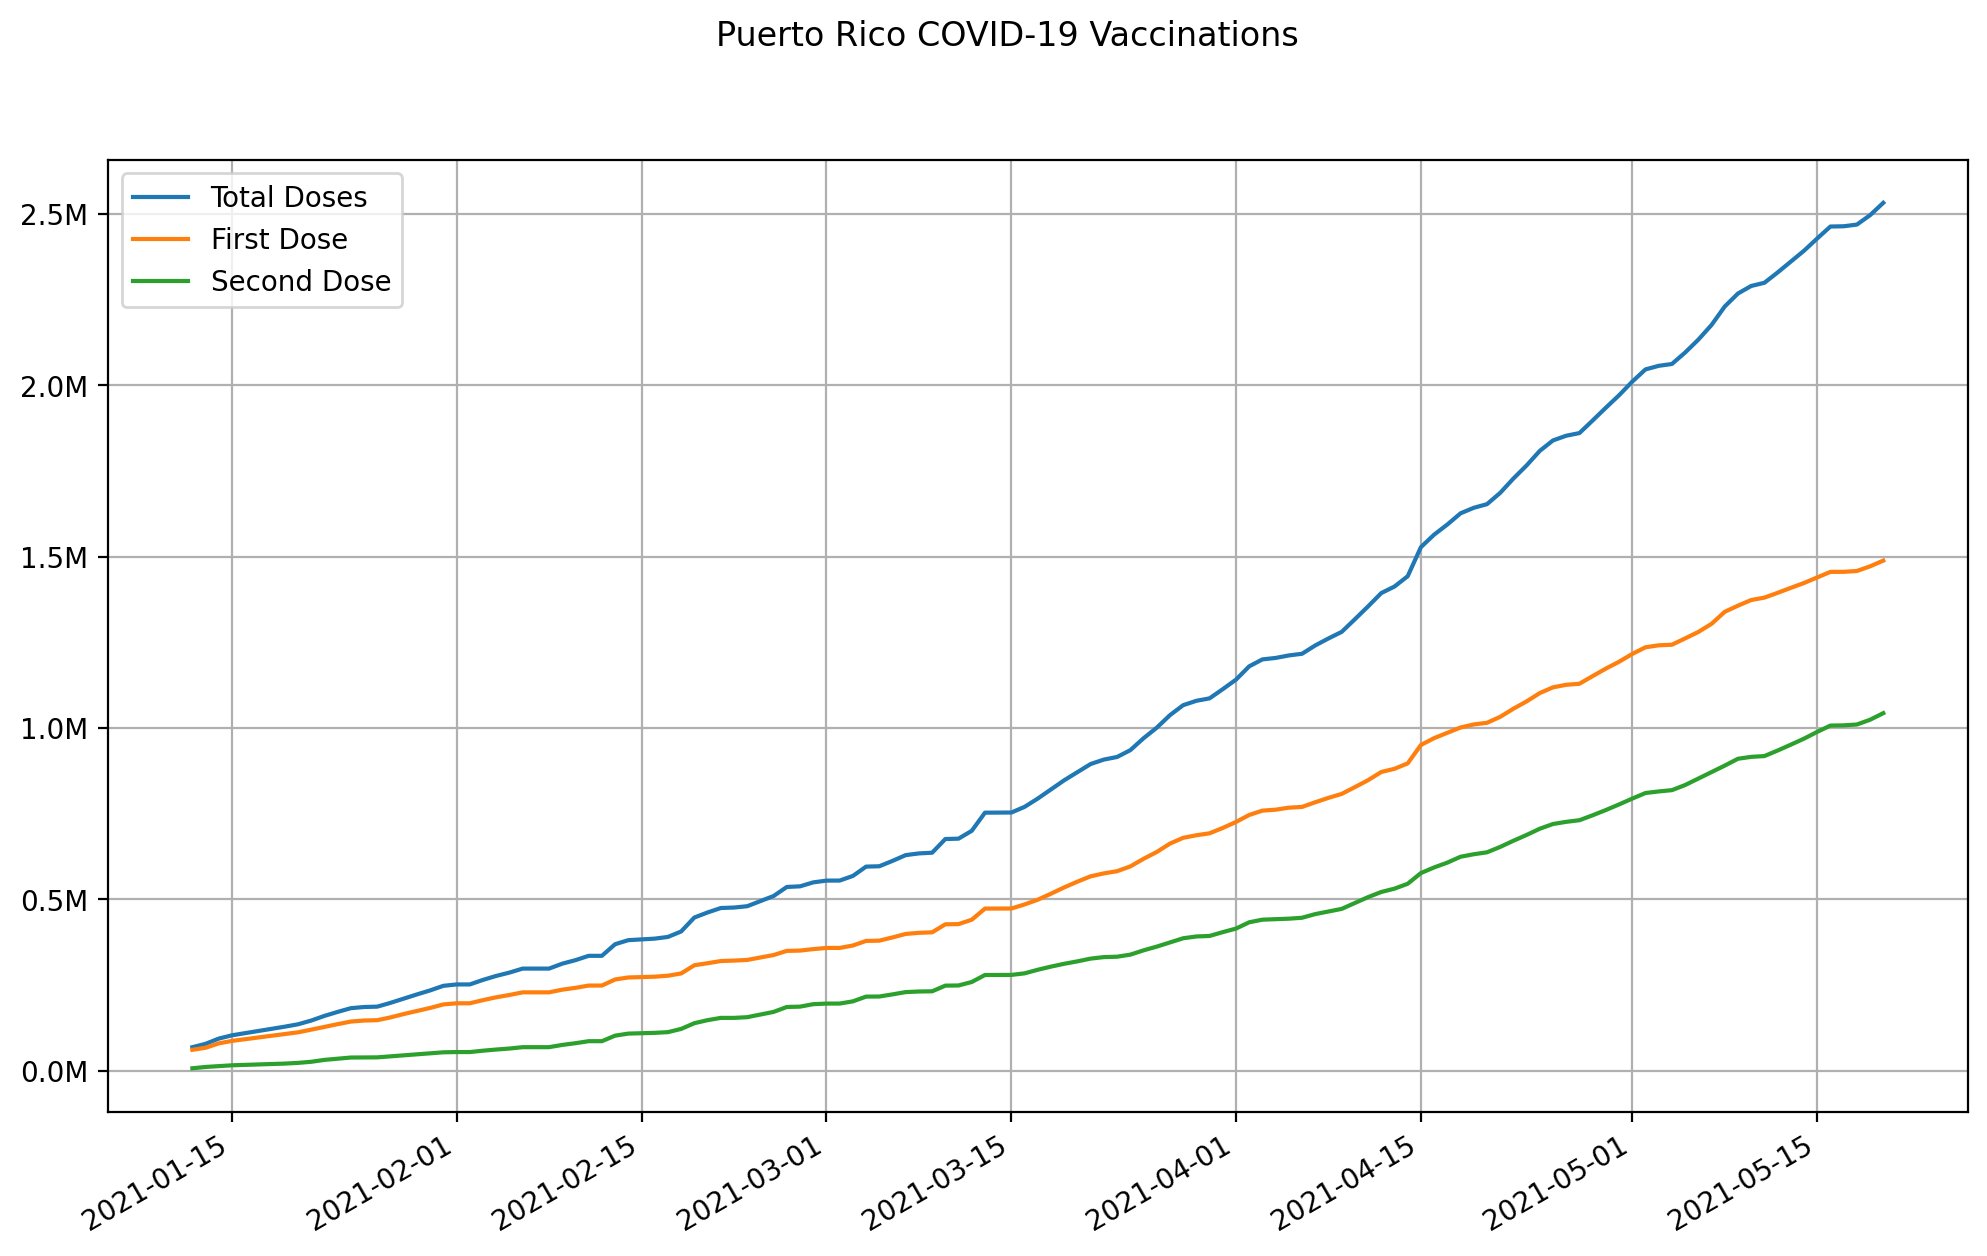 Puerto Rico COVID-19 Vaccinations
Total Doses
First Dose
Second Dose
2.5M
2.0M
1.5M
1.0M
0.5M
0.0M
2021-01-15
2021-02-01
2021-02-15
2021-03-01
2021-03-15
2021-04-01
2021-04-15
2021-05-01
2021-05-15